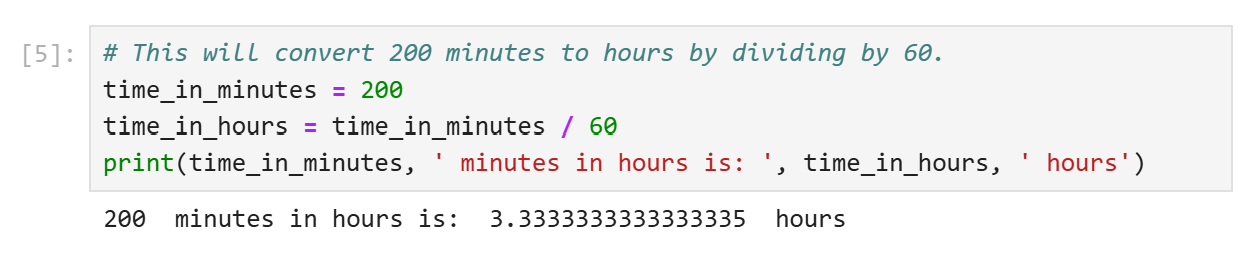 [5]: # This will convert 200 minutes to hours by dividing by 60.
time_in_minutes = 200
time_in_hours = time_in_minutes / 60
print(time_in_minutes, ' minutes in hours is: ', time_in_hours, ' hours')
200  minutes in hours is:  3.3333333333333335  hours